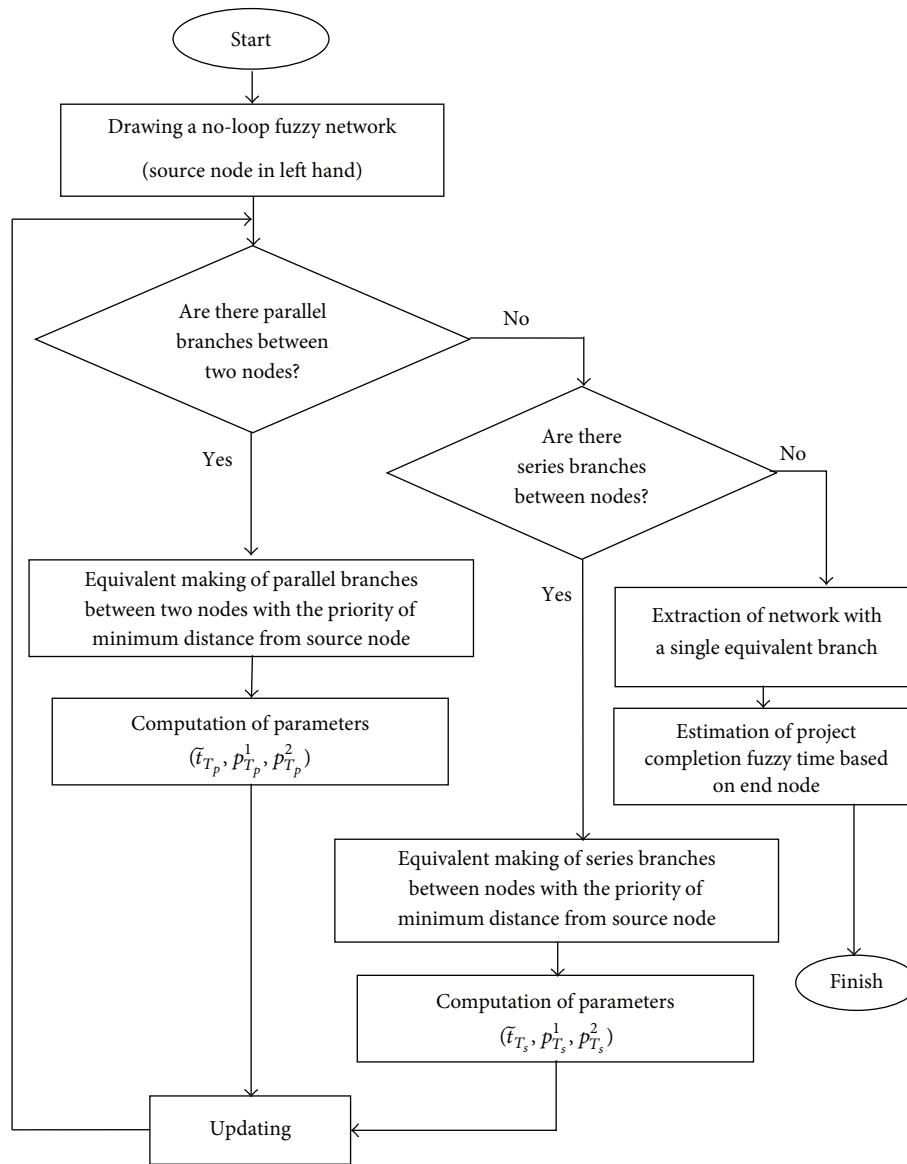 Start
Drawing a no-loop fuzzy network
(source node in left hand)
Are there parallel
branches between
two nodes?
No
Yes
Are there
series branches
between nodes?
No
Yes
Equivalent making of parallel branches
between two nodes with the priority of
minimum distance from source node
Computation of parameters
(t̃_{T_p}, p^1_{T_p}, p^2_{T_p})
Extraction of network with
a single equivalent branch
Estimation of project
completion fuzzy time based
on end node
Equivalent making of series branches
between nodes with the priority of
minimum distance from source node
Computation of parameters
(t̃_{T_s}, p^1_{T_s}, p^2_{T_s})
Finish
Updating